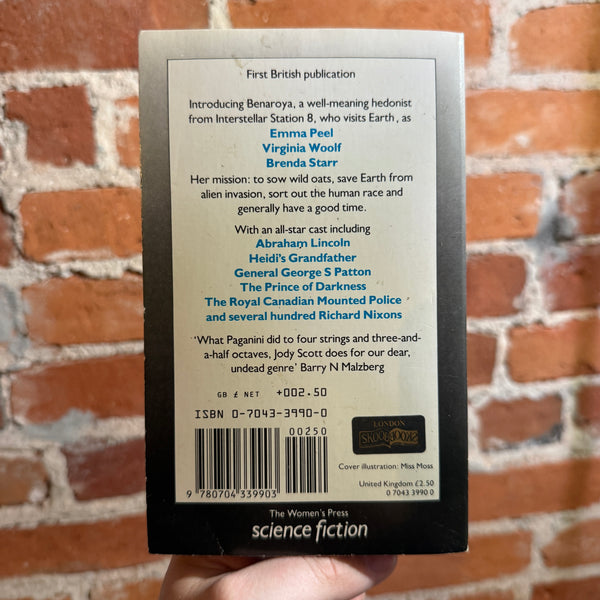 First British publication
Introducing Benaroya, a well-meaning hedonist
from Interstellar Station 8, who visits Earth, as
Emma Peel
Virginia Woolf
Brenda Starr
Her mission: to sow wild oats, save Earth from
alien invasion, sort out the human race and
generally have a good time.
With an all-star cast including
Abraham Lincoln
Heidi's Grandfather
General George S Patton
The Prince of Darkness
The Royal Canadian Mounted Police
and several hundred Richard Nixons
'What Paganini did to four strings and three-and-
a-half octaves, Jody Scott does for our dear,
undead genre' Barry N Malzberg
GB £ NET +002.50
ISBN 0-7043-3990-0
00250
9 780704 339903
LONDON
Cover illustration: Miss Moss
United Kingdom £2.50
0 7043 3990 0
The Women's Press
science fiction